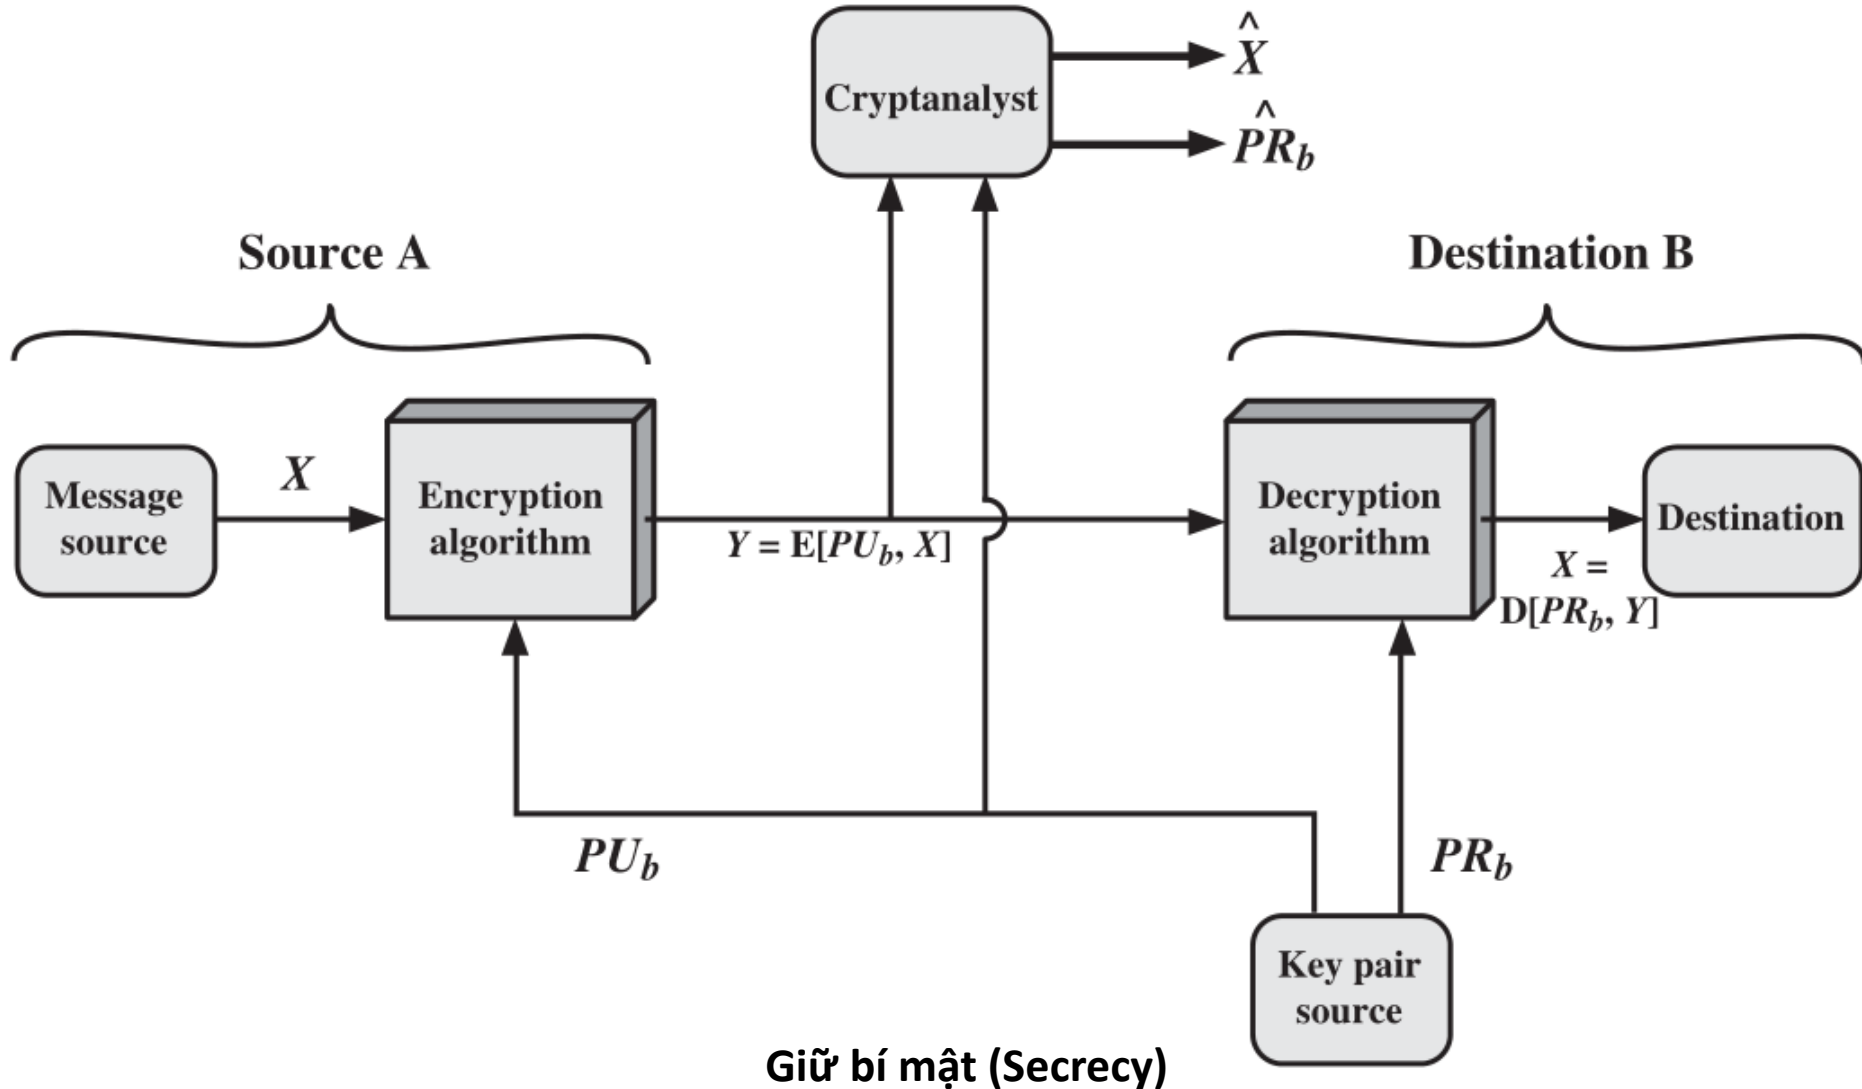 X̂
Cryptanalyst
P̂R_b
Source A
Destination B
Message
source
X
Encryption
algorithm
Y = E[PU_b, X]
Decryption
algorithm
X =
D[PR_b, Y]
Destination
PU_b
PR_b
Key pair
source
Giữ bí mật (Secrecy)